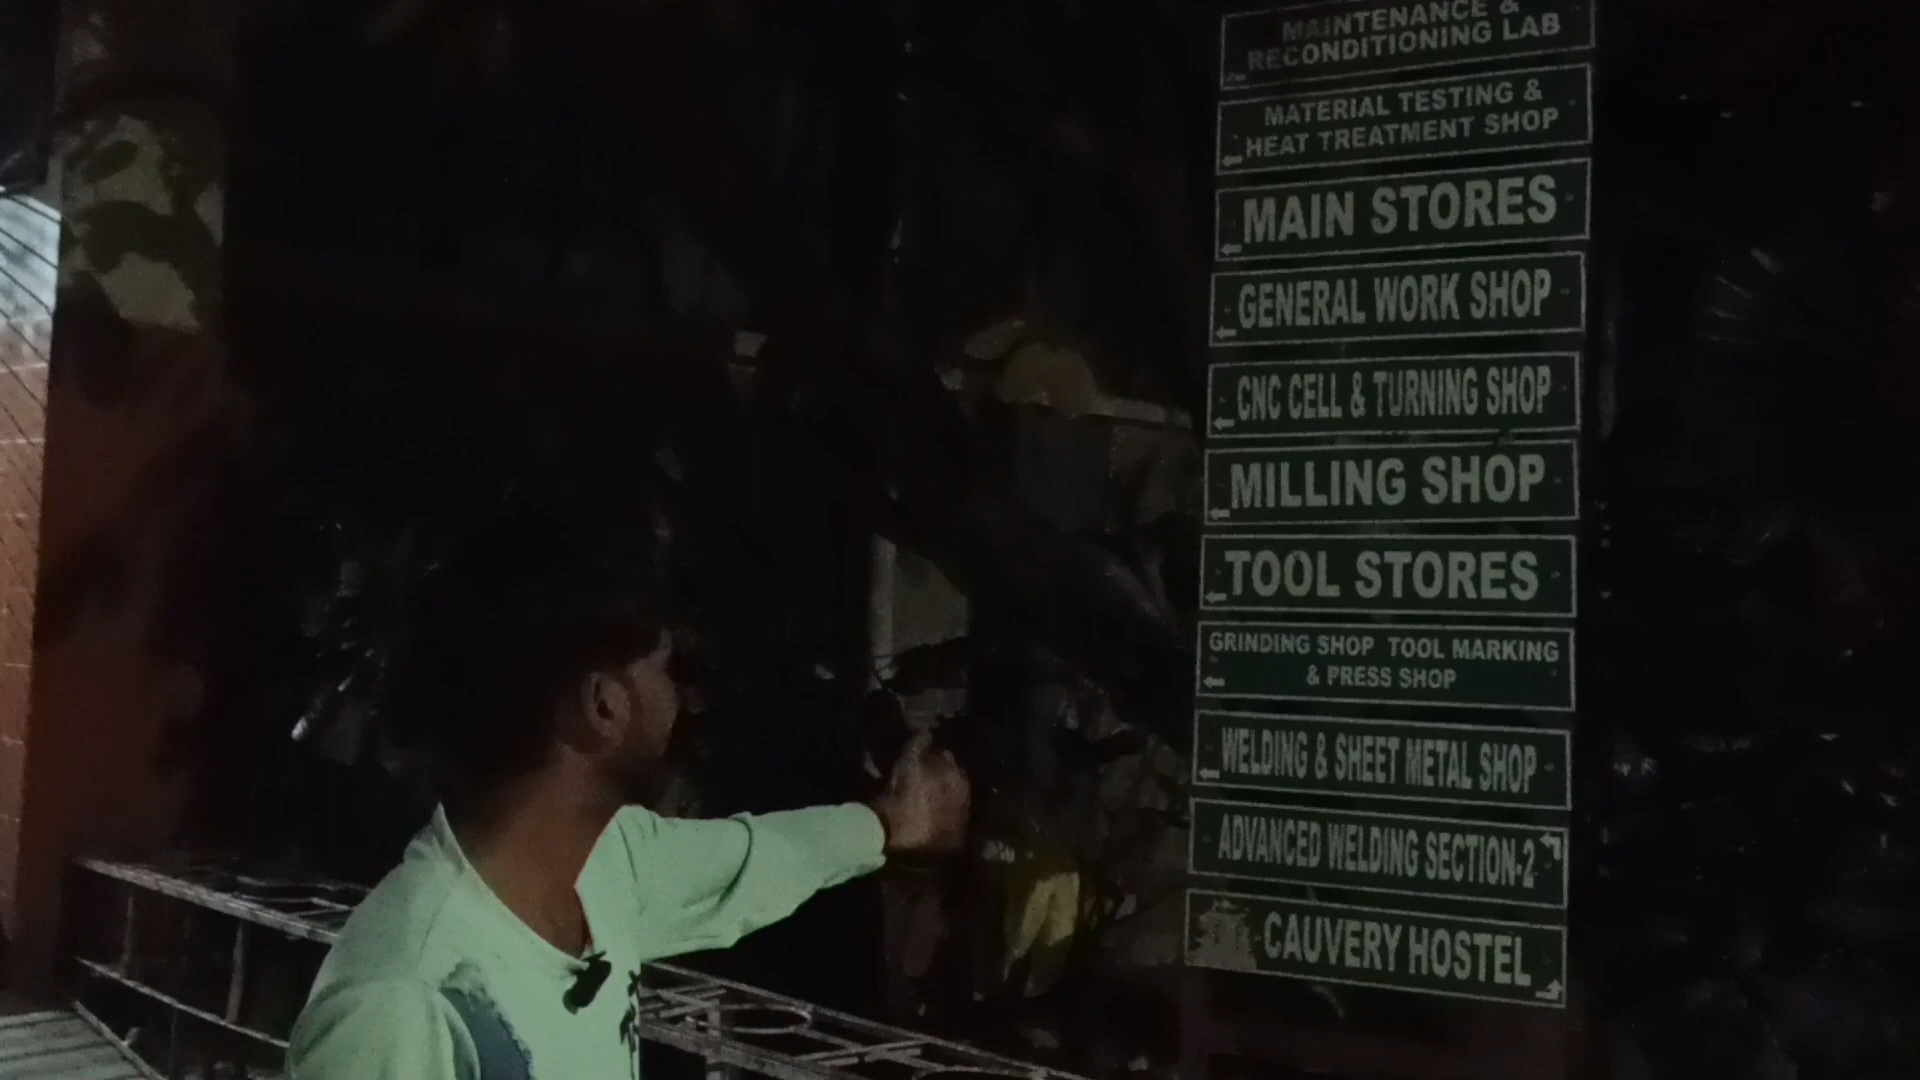 MAINTENANCE &
RECONDITIONING LAB
MATERIAL TESTING &
HEAT TREATMENT SHOP
MAIN STORES
GENERAL WORK SHOP
CNC CELL & TURNING SHOP
MILLING SHOP
TOOL STORES
GRINDING SHOP TOOL MARKING
& PRESS SHOP
WELDING & SHEET METAL SHOP
ADVANCED WELDING SECTION-2
CAUVERY HOSTEL